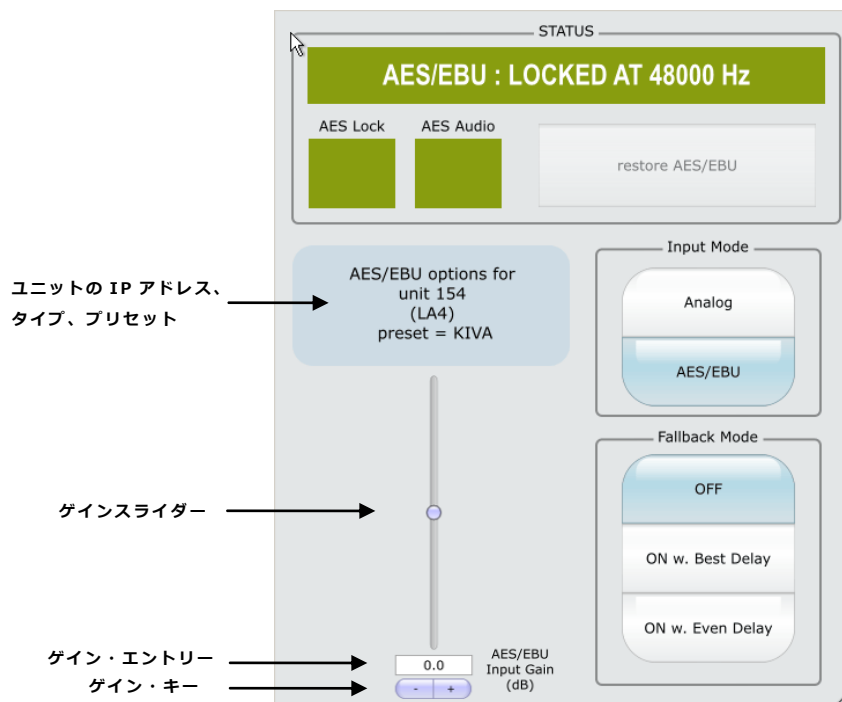 STATUS
AES/EBU : LOCKED AT 48000 Hz
AES Lock
AES Audio
restore AES/EBU
ユニットの IP アドレス、
タイプ、プリセット
AES/EBU options for
unit 154
(LA4)
preset = KIVA
Input Mode
Analog
AES/EBU
Fallback Mode
OFF
ON w. Best Delay
ON w. Even Delay
ゲインスライダー
ゲイン・エントリー
0.0
AES/EBU
Input Gain
(dB)
ゲイン・キー
- +